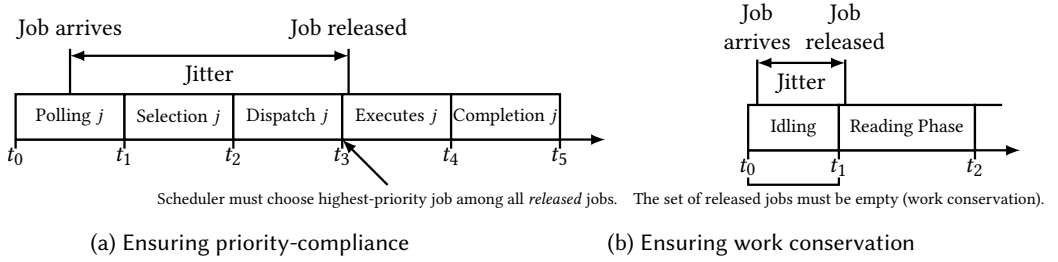 Job arrives
Job released
Jitter
Polling j
Selection j
Dispatch j
Executes j
Completion j
t0
t1
t2
t3
t4
t5
Scheduler must choose highest-priority job among all released jobs.
(a) Ensuring priority-compliance
Job
arrives
Job
released
Jitter
Idling
Reading Phase
t0
t1
t2
The set of released jobs must be empty (work conservation).
(b) Ensuring work conservation